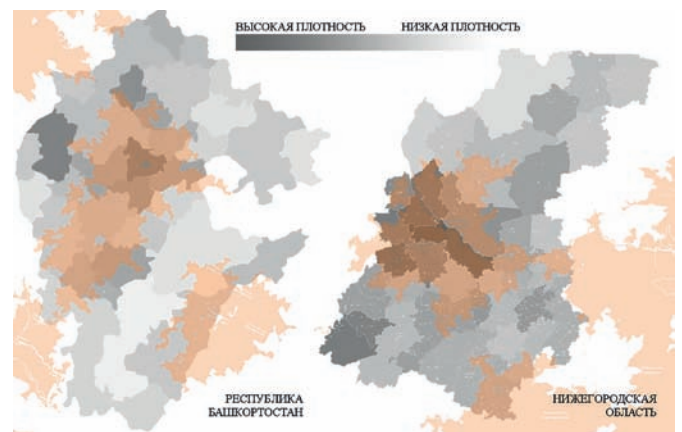 ВЫСОКАЯ ПЛОТНОСТЬ НИЗКАЯ ПЛОТНОСТЬ
РЕСПУБЛИКА
БАШКОРТОСТАН
НИЖЕГОРОДСКАЯ
ОБЛАСТЬ